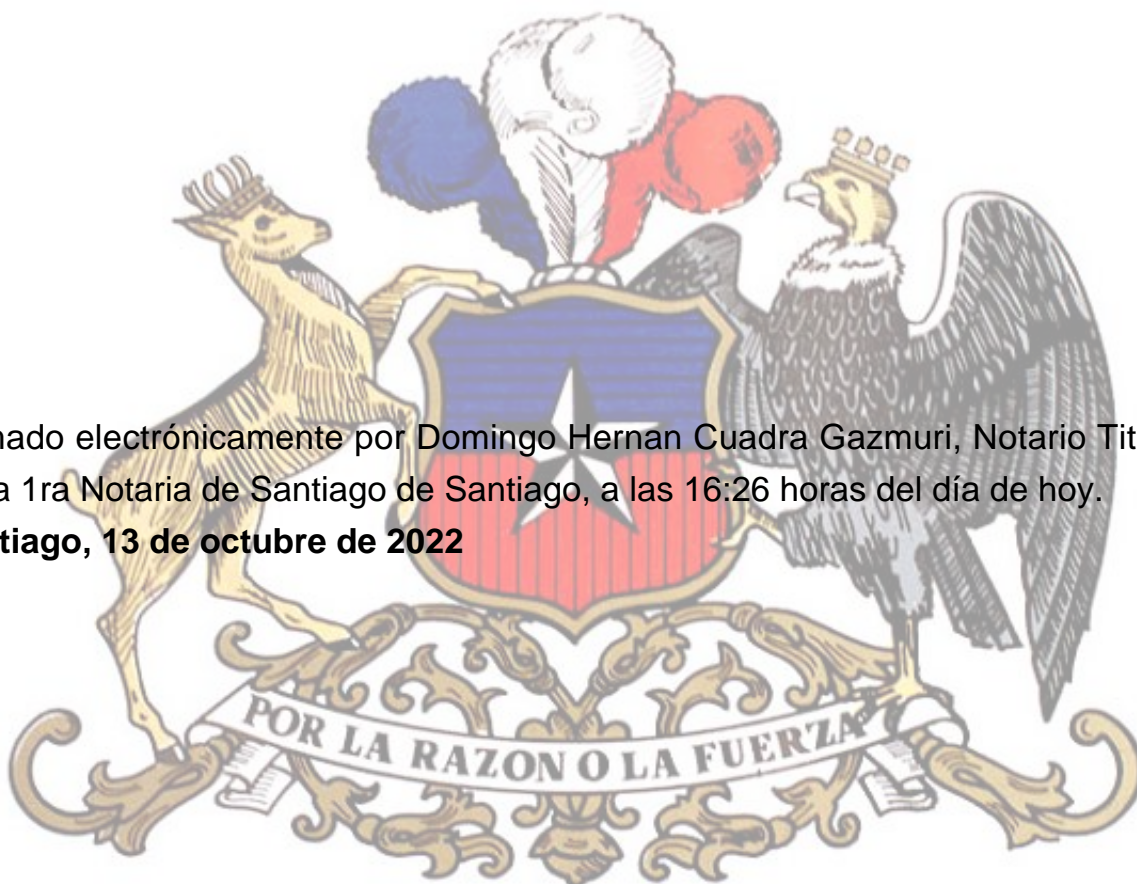 nado electrónicamente por Domingo Hernan Cuadra Gazmuri, Notario Tit
a 1ra Notaria de Santiago de Santiago, a las 16:26 horas del día de hoy.
tiago, 13 de octubre de 2022
POR LA RAZON O LA FUERZA